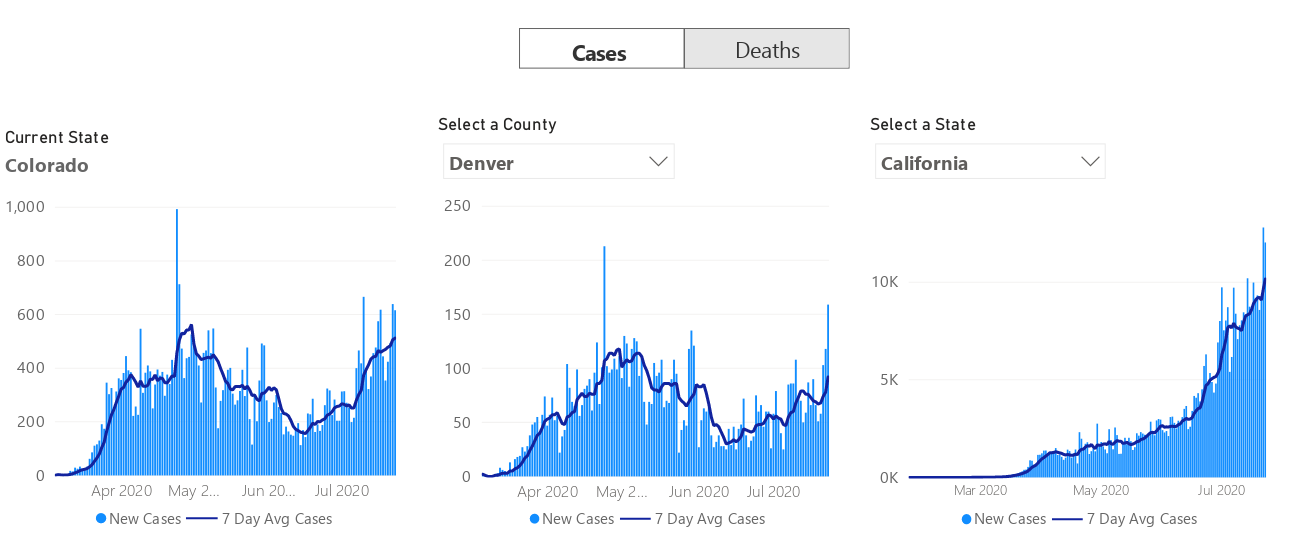 Cases Deaths
Current State
Colorado
1,000
800
600
400
200
0
Apr 2020 May 2... Jun 20... Jul 2020
New Cases 7 Day Avg Cases
Select a County
Denver
250
200
150
100
50
0
Apr 2020 May 2... Jun 2020 Jul 2020
New Cases 7 Day Avg Cases
Select a State
California
10K
5K
0K
Mar 2020 May 2020 Jul 2020
New Cases 7 Day Avg Cases